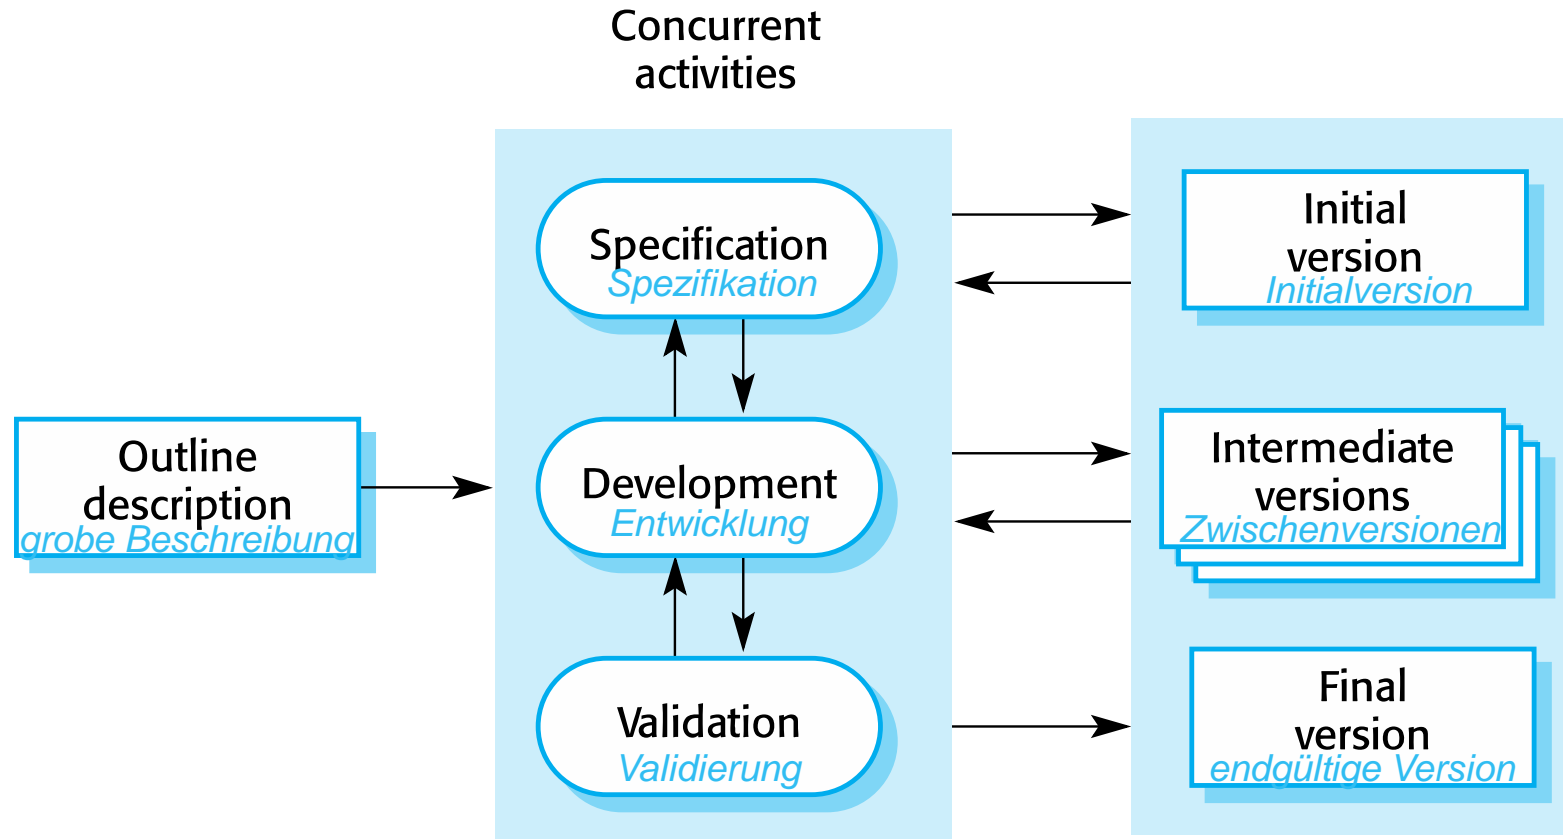 Concurrent
activities
Outline
description
grobe Beschreibung
Specification
Spezifikation
Development
Entwicklung
Validation
Validierung
Initial
version
Initialversion
Intermediate
versions
Zwischenversionen
Final
version
endgültige Version